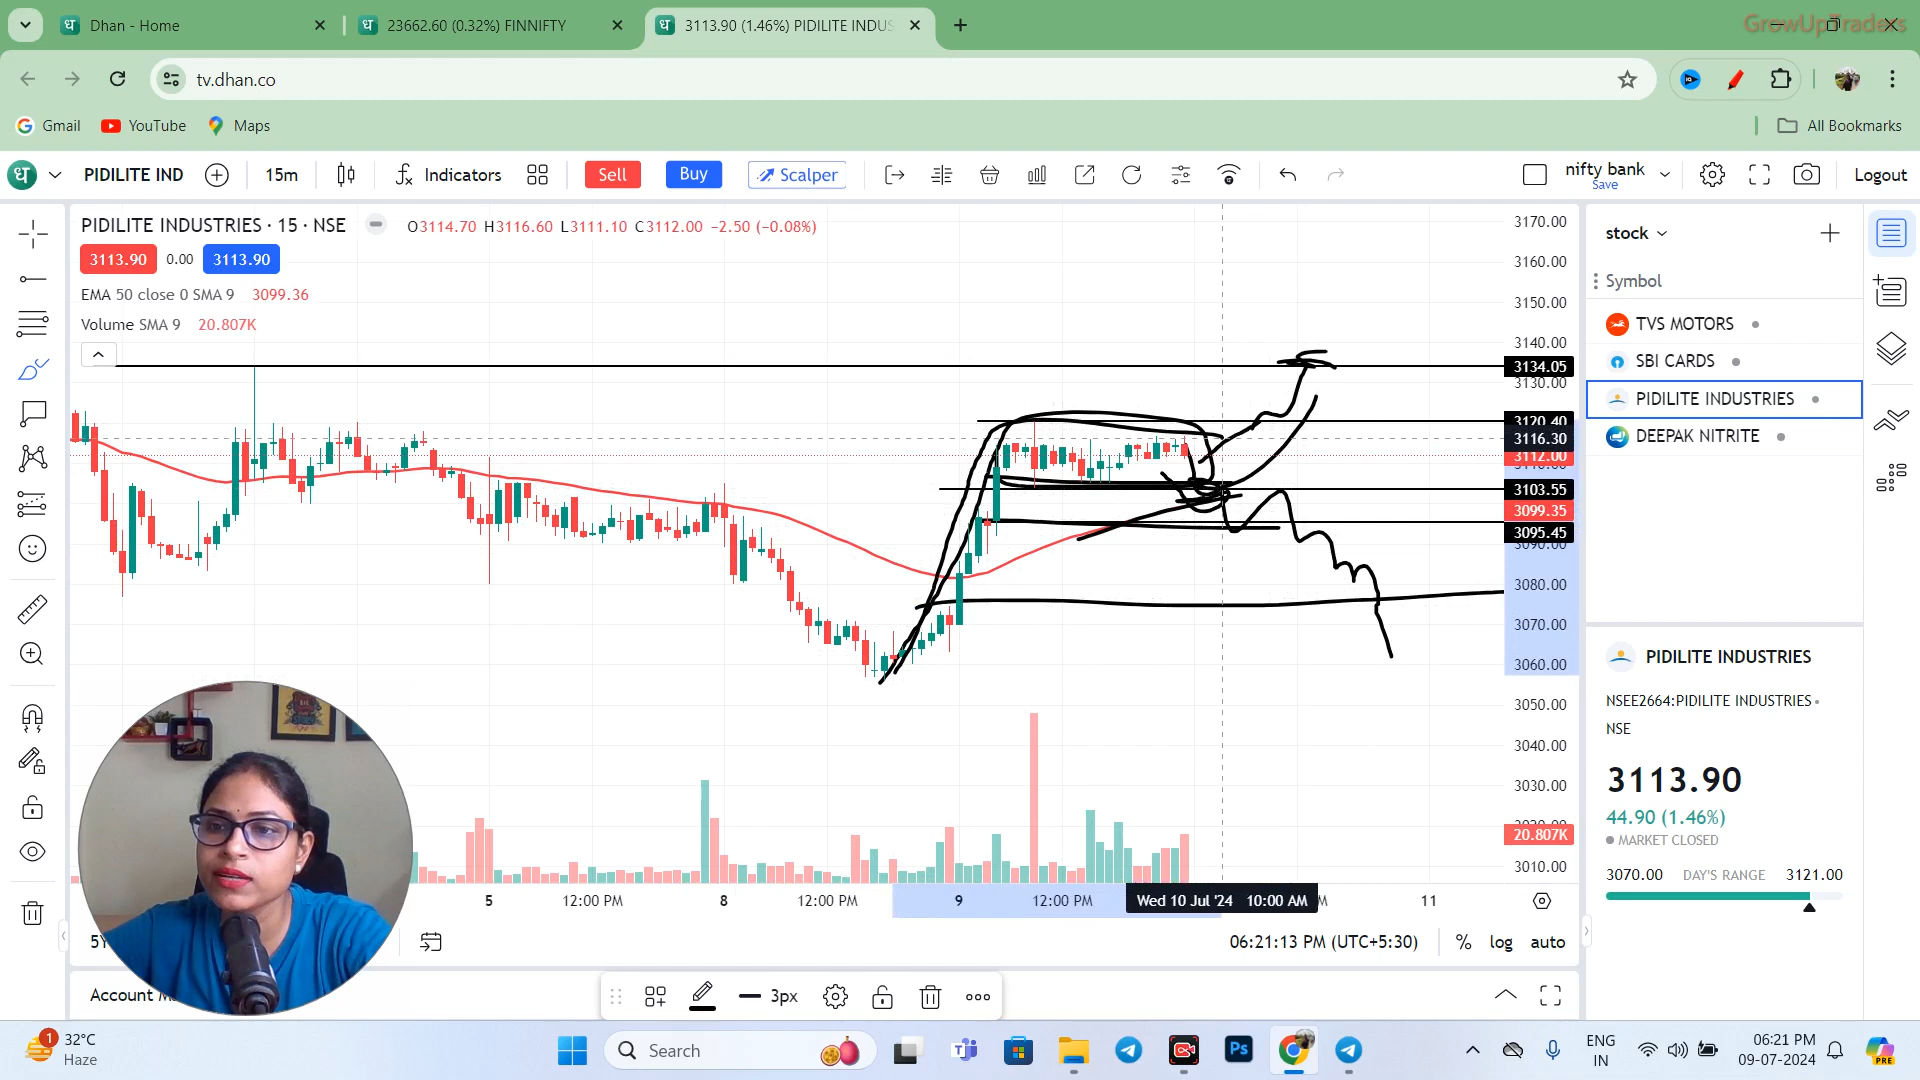 Dhan - Home
23662.60 (0.32%) FINNIFTY
3113.90 (1.46%) PIDILITE INDUS
GrowUpTraders
tv.dhan.co
Gmail
YouTube
Maps
All Bookmarks
ध
PIDILITE IND
15m
Indicators
Sell
Buy
Scalper
nifty bank
Save
Logout
PIDILITE INDUSTRIES · 15 · NSE
O3114.70 H3116.60 L3111.10 C3112.00 −2.50 (−0.08%)
3113.90 0.00 3113.90
EMA 50 close 0 SMA 9 3099.36
Volume SMA 9 20.807K
3170.00
3160.00
3150.00
3140.00
3134.05
3130.00
3120.40
3116.30
3112.00
3103.55
3099.35
3095.45
3090.00
3080.00
3070.00
3060.00
3050.00
3040.00
3030.00
20.807K
3010.00
5 12:00 PM 8 12:00 PM 9 12:00 PM Wed 10 Jul '24 10:00 AM 11
06:21:13 PM (UTC+5:30) % log auto
3px
stock
Symbol
TVS MOTORS
SBI CARDS
PIDILITE INDUSTRIES
DEEPAK NITRITE
PIDILITE INDUSTRIES
NSEE2664:PIDILITE INDUSTRIES
NSE
3113.90
44.90 (1.46%)
MARKET CLOSED
3070.00 DAY'S RANGE 3121.00
Account
1
32°C
Haze
Search
Ps
ENG
IN
06:21 PM
09-07-2024
PRE